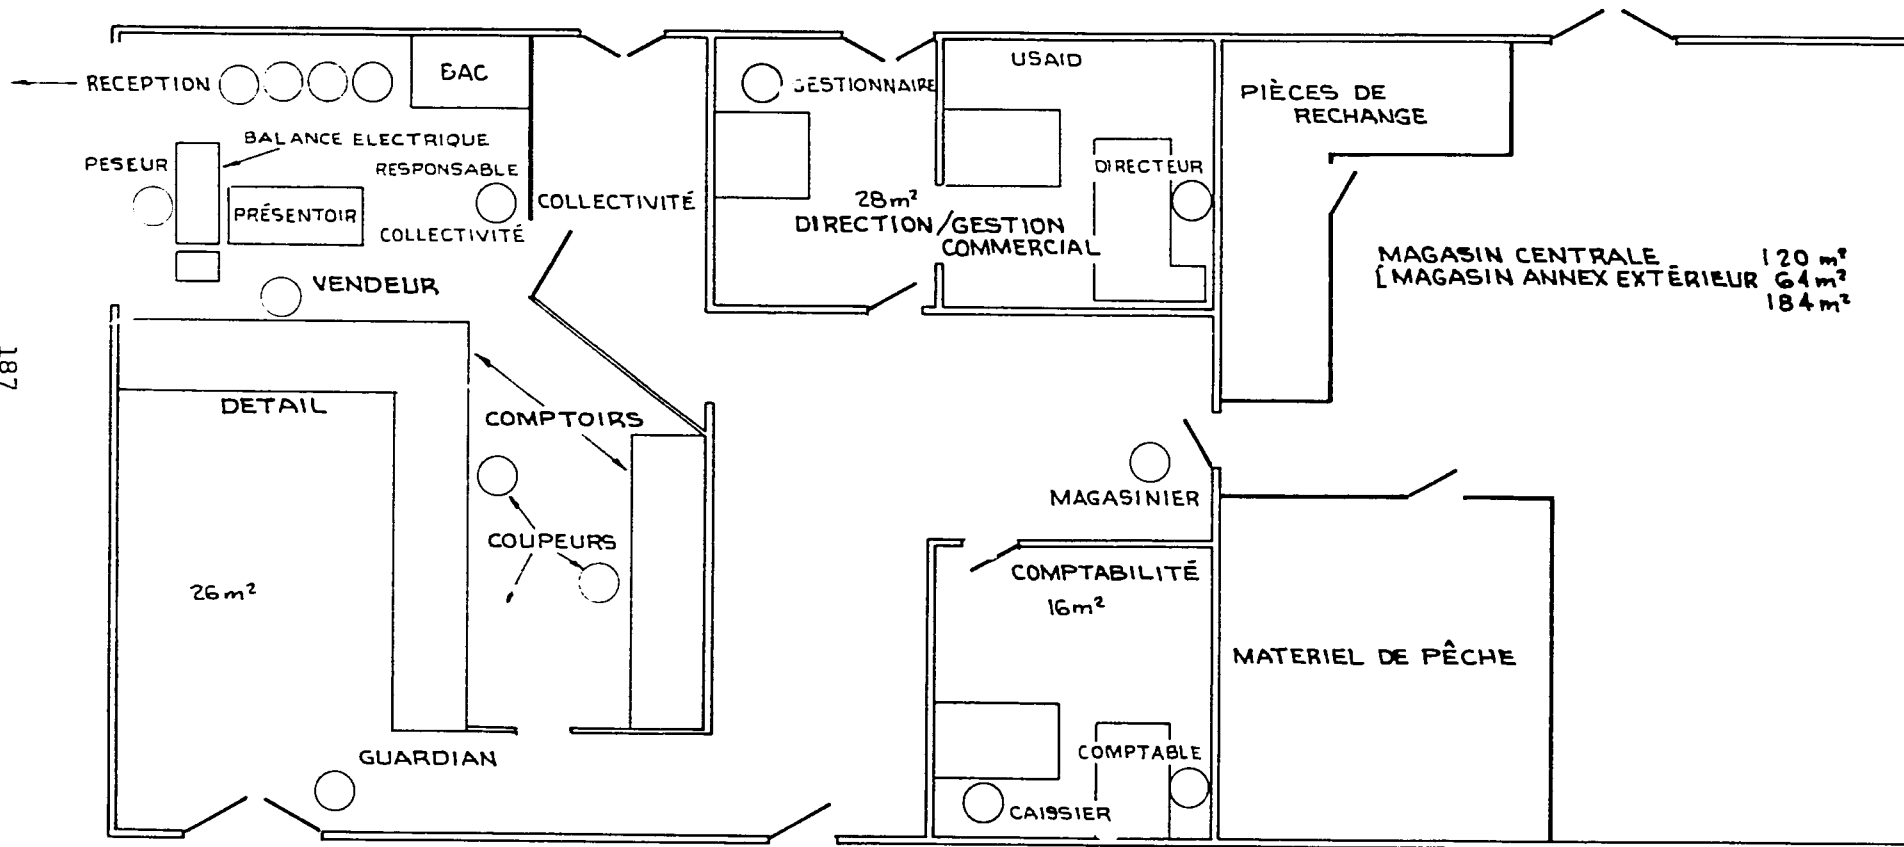 RECEPTION
BAC
BALANCE ELECTRIQUE
PESEUR
RESPONSABLE
COLLECTIVITÉ
PRÉSENTOIR
VENDEUR
COLLECTIVITÉ
GESTIONNAIRE
USAID
DIRECTEUR
28m²
DIRECTION/GESTION
COMMERCIAL
PIÈCES DE
RECHANGE
MAGASIN CENTRALE 120 m²
[MAGASIN ANNEX EXTÉRIEUR 64m²
184m²
187
DETAIL
COMPTOIRS
COUPEURS
26m²
GUARDIAN
MAGASINIER
COMPTABILITÉ
16m²
COMPTABLE
CAISSIER
MATERIEL DE PÊCHE